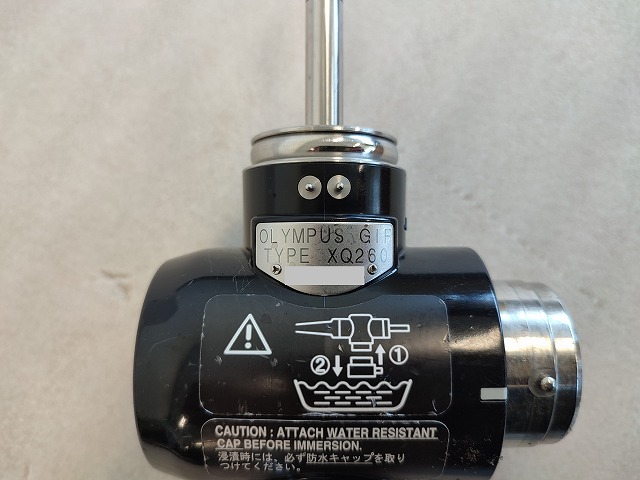 OLYMPUS GIF
TYPE XQ260
①
②
CAUTION : ATTACH WATER RESISTANT
CAP BEFORE IMMERSION.
浸漬時には、必ず防水キャップを取り
つけてください。